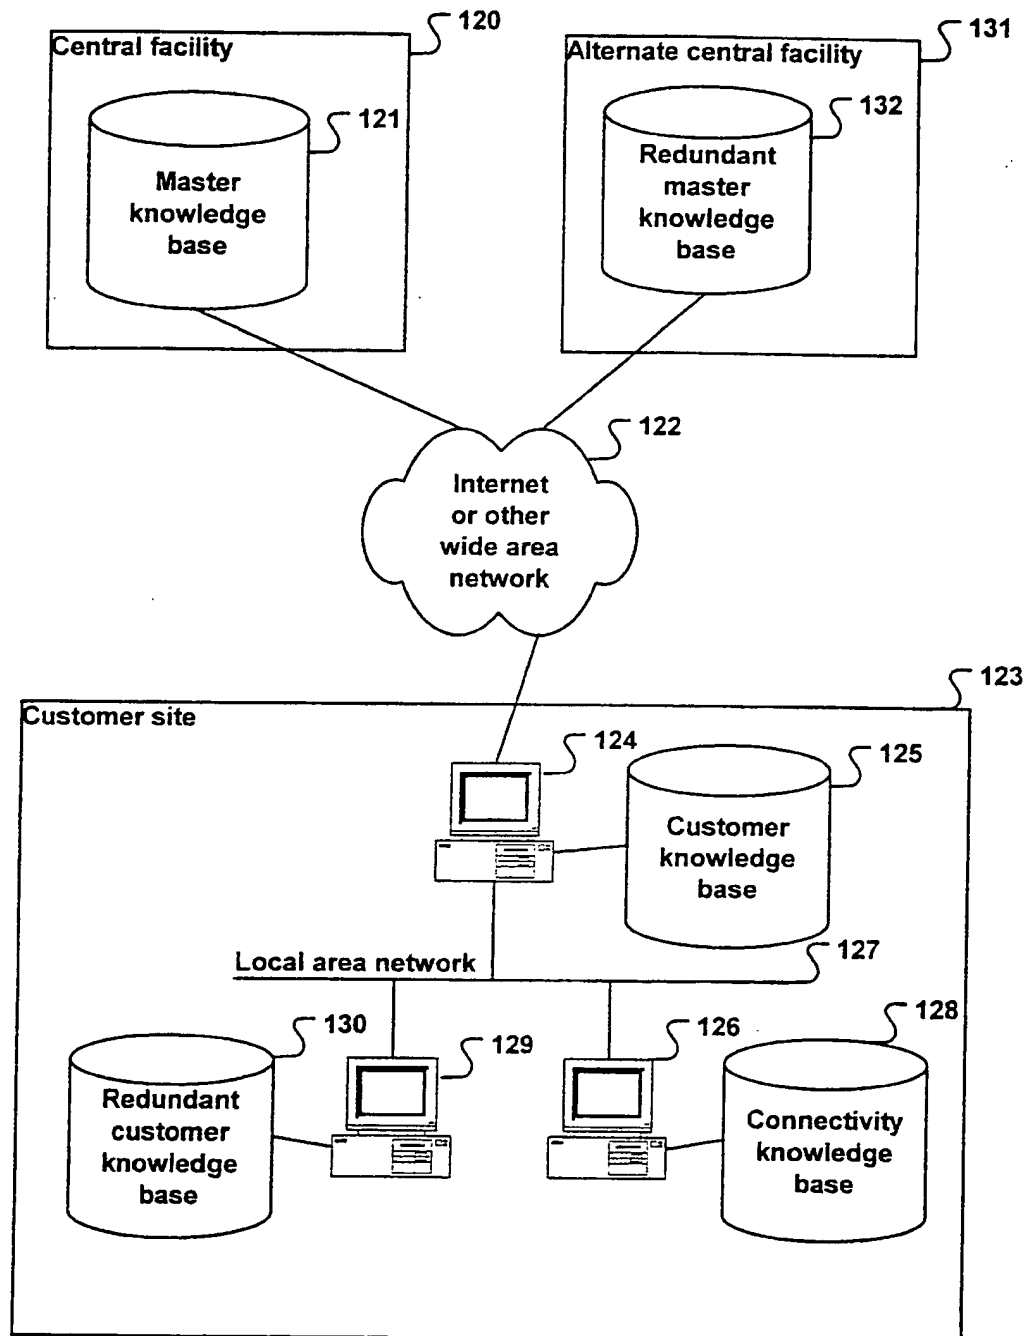 120
131
Central facility
Alternate central facility
121
132
Master
knowledge
base
Redundant
master
knowledge
base
122
Internet
or other
wide area
network
123
Customer site
124
125
Customer
knowledge
base
Local area network
127
130
129
126
128
Redundant
customer
knowledge
base
Connectivity
knowledge
base